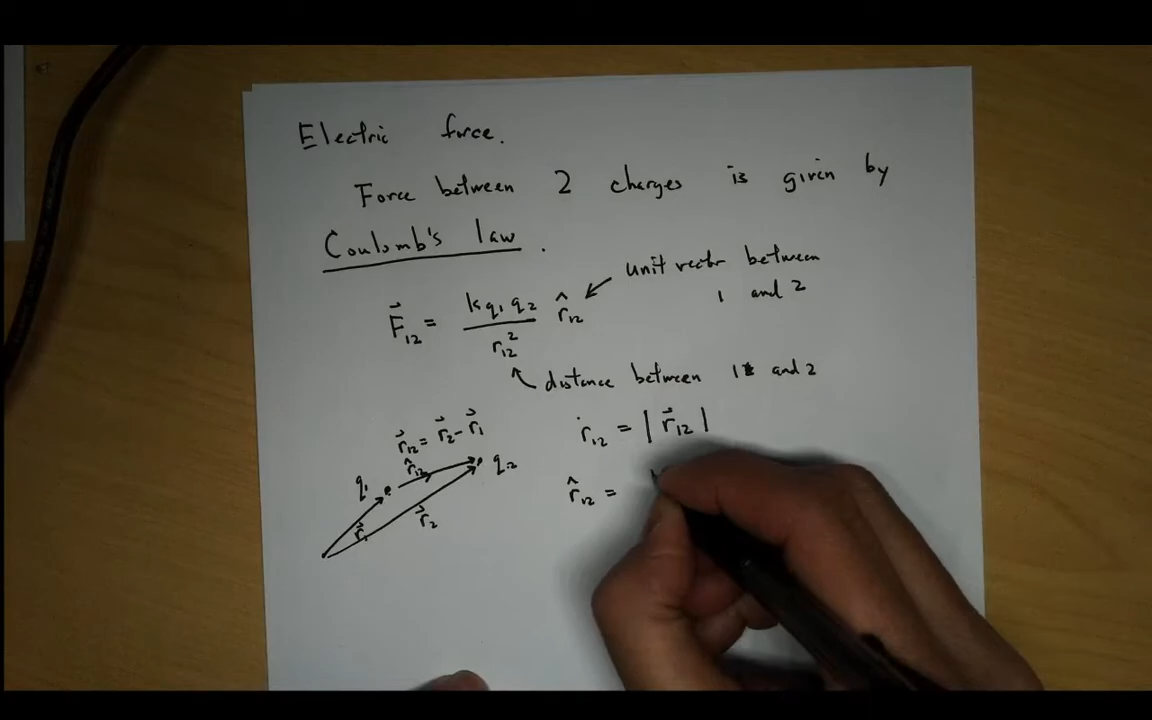 Electric force.
Force between 2 charges is given by
Coulomb's law.
unit vector between
1 and 2
F⃗₁₂ = kq₁q₂ / r₁₂² r̂₁₂
distance between 1 and 2
r⃗₁₂ = r⃗₂ - r⃗₁
r₁₂ = | r⃗₁₂ |
r̂₁₂
q₁
q₂
r̂₁₂ =
r⃗₁
r⃗₂